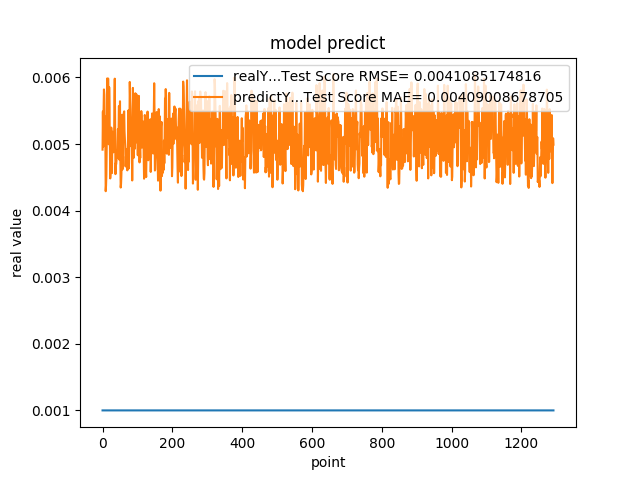 model predict
realY...Test Score RMSE= 0.0041085174816
predictY...Test Score MAE= 0.00409008678705
0.006
0.005
0.004
0.003
0.002
0.001
real value
0 200 400 600 800 1000 1200
point